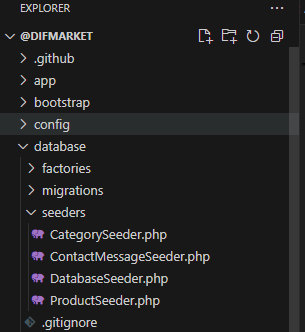 EXPLORER
@DIFMARKET
.github
app
bootstrap
config
database
factories
migrations
seeders
CategorySeeder.php
ContactMessageSeeder.php
DatabaseSeeder.php
ProductSeeder.php
.gitignore